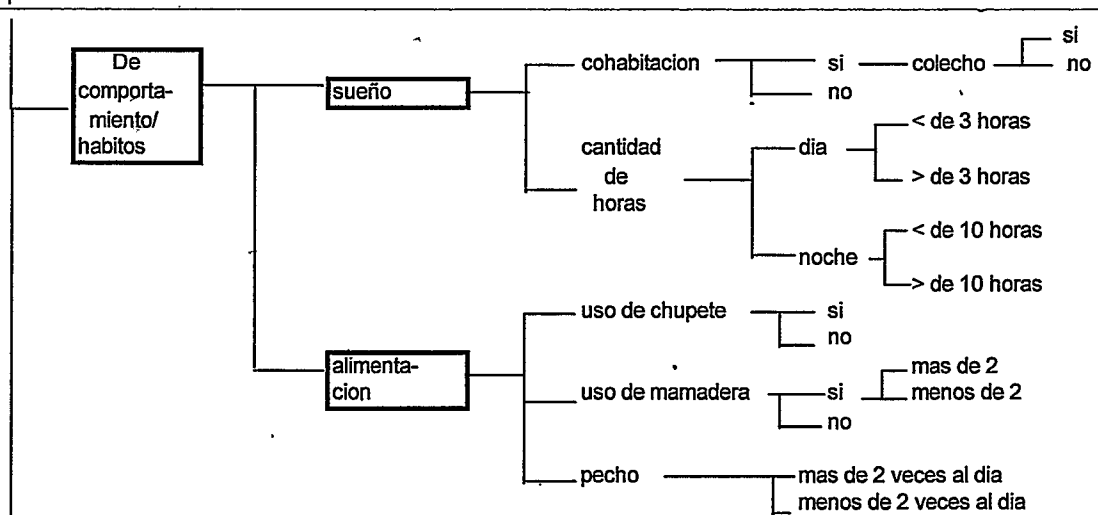 De
comporta-
miento/
habitos
sueño
cohabitacion
si
no
colecho
si
no
cantidad
de
horas
dia
< de 3 horas
> de 3 horas
noche
< de 10 horas
> de 10 horas
alimenta-
cion
uso de chupete
si
no
uso de mamadera
si
no
mas de 2
menos de 2
pecho
mas de 2 veces al dia
menos de 2 veces al dia